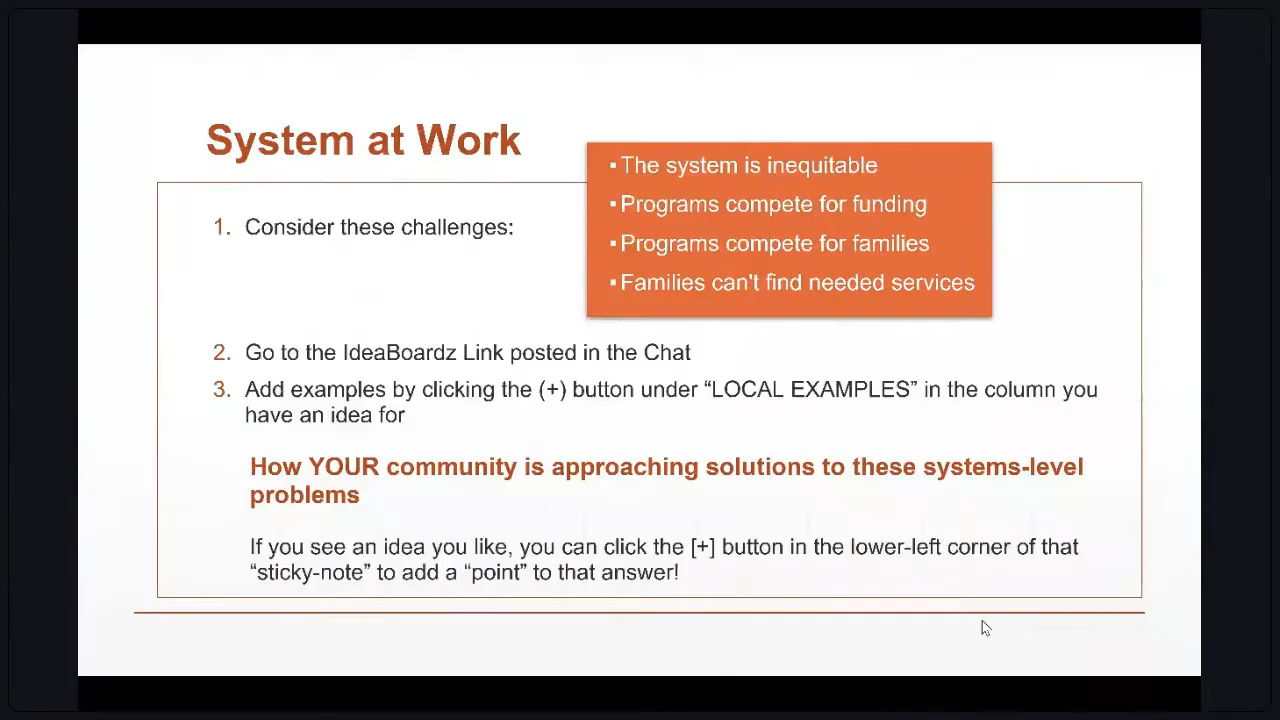 System at Work
1. Consider these challenges:
▪The system is inequitable
▪Programs compete for funding
▪Programs compete for families
▪Families can't find needed services
2. Go to the IdeaBoardz Link posted in the Chat
3. Add examples by clicking the (+) button under “LOCAL EXAMPLES” in the column you
have an idea for
How YOUR community is approaching solutions to these systems-level
problems
If you see an idea you like, you can click the [+] button in the lower-left corner of that
“sticky-note” to add a “point” to that answer!